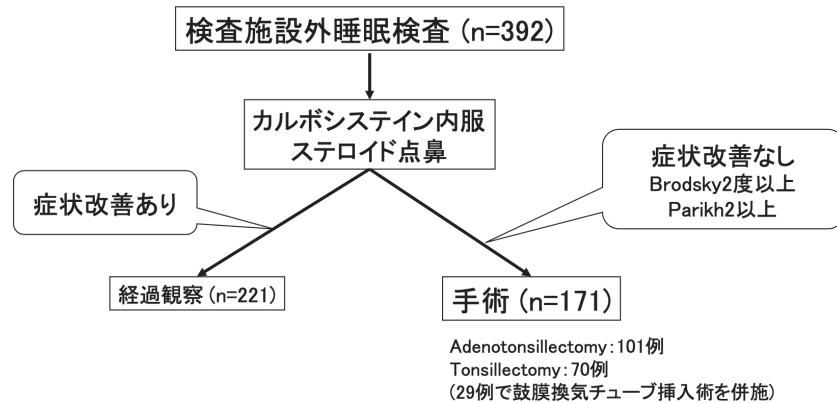 検査施設外睡眠検査 (n=392)
カルボシステイン内服
ステロイド点鼻
症状改善あり
症状改善なし
Brodsky2度以上
Parikh2以上
経過観察 (n=221)
手術 (n=171)
Adenotonsillectomy：101例
Tonsillectomy：70例
(29例で鼓膜換気チューブ挿入術を併施)